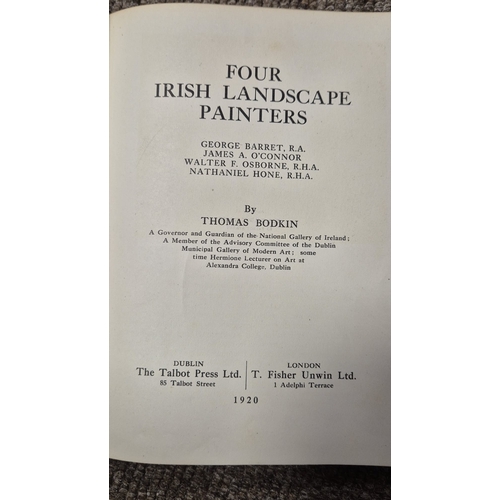 FOUR
IRISH LANDSCAPE
PAINTERS
GEORGE BARRET, R.A.
JAMES A. O'CONNOR
WALTER F. OSBORNE, R.H.A.
NATHANIEL HONE, R.H.A.
By
THOMAS BODKIN
A Governor and Guardian of the National Gallery of Ireland;
A Member of the Advisory Committee of the Dublin
Municipal Gallery of Modern Art; some
time Hermione Lecturer on Art at
Alexandra College, Dublin
DUBLIN
The Talbot Press Ltd.
85 Talbot Street
LONDON
T. Fisher Unwin Ltd.
1 Adelphi Terrace
1920